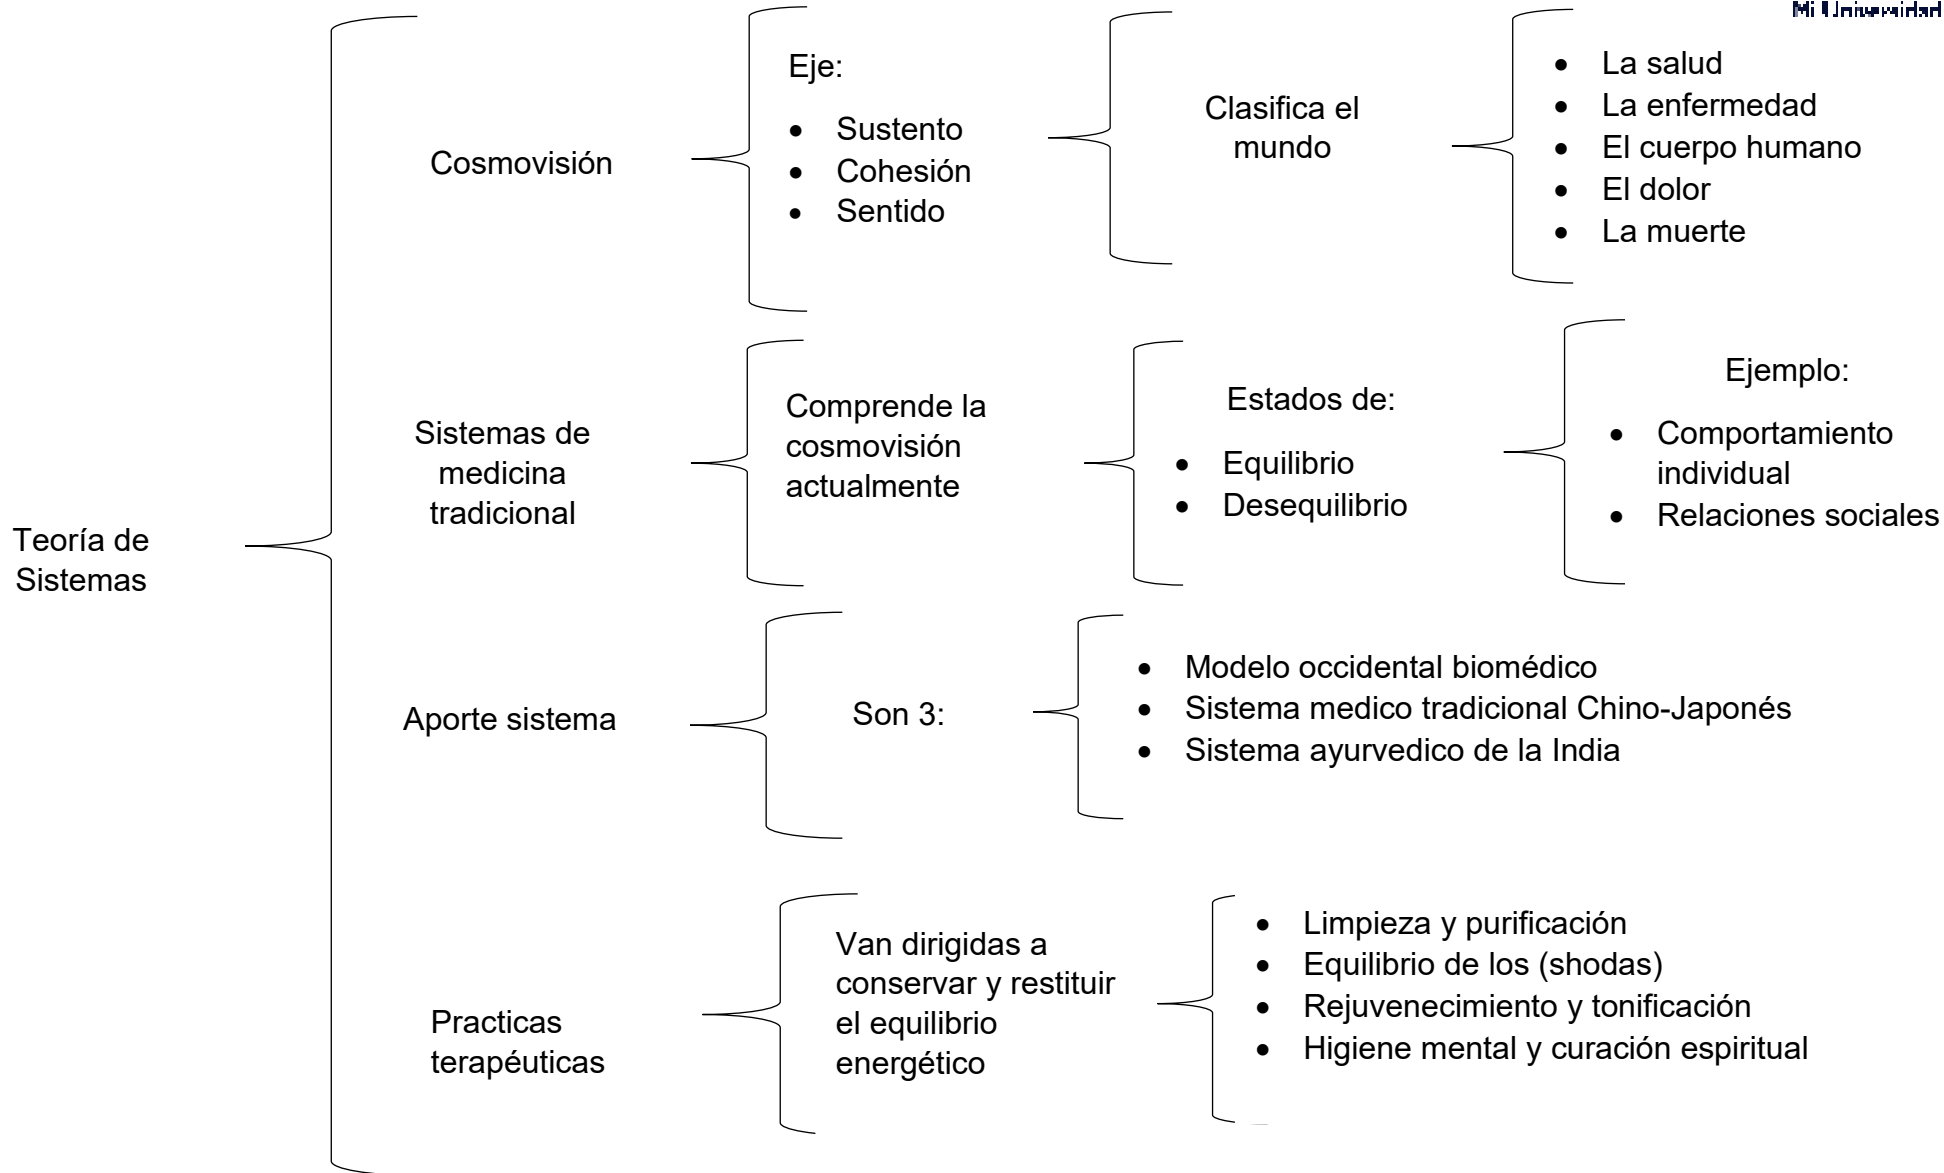 Mi Universidad
Teoría de
Sistemas
Cosmovisión
Eje:
• Sustento
• Cohesión
• Sentido
Clasifica el
mundo
• La salud
• La enfermedad
• El cuerpo humano
• El dolor
• La muerte
Sistemas de
medicina
tradicional
Comprende la
cosmovisión
actualmente
Estados de:
• Equilibrio
• Desequilibrio
Ejemplo:
• Comportamiento
individual
• Relaciones sociales
Aporte sistema
Son 3:
• Modelo occidental biomédico
• Sistema medico tradicional Chino-Japonés
• Sistema ayurvedico de la India
Practicas
terapéuticas
Van dirigidas a
conservar y restituir
el equilibrio
energético
• Limpieza y purificación
• Equilibrio de los (shodas)
• Rejuvenecimiento y tonificación
• Higiene mental y curación espiritual